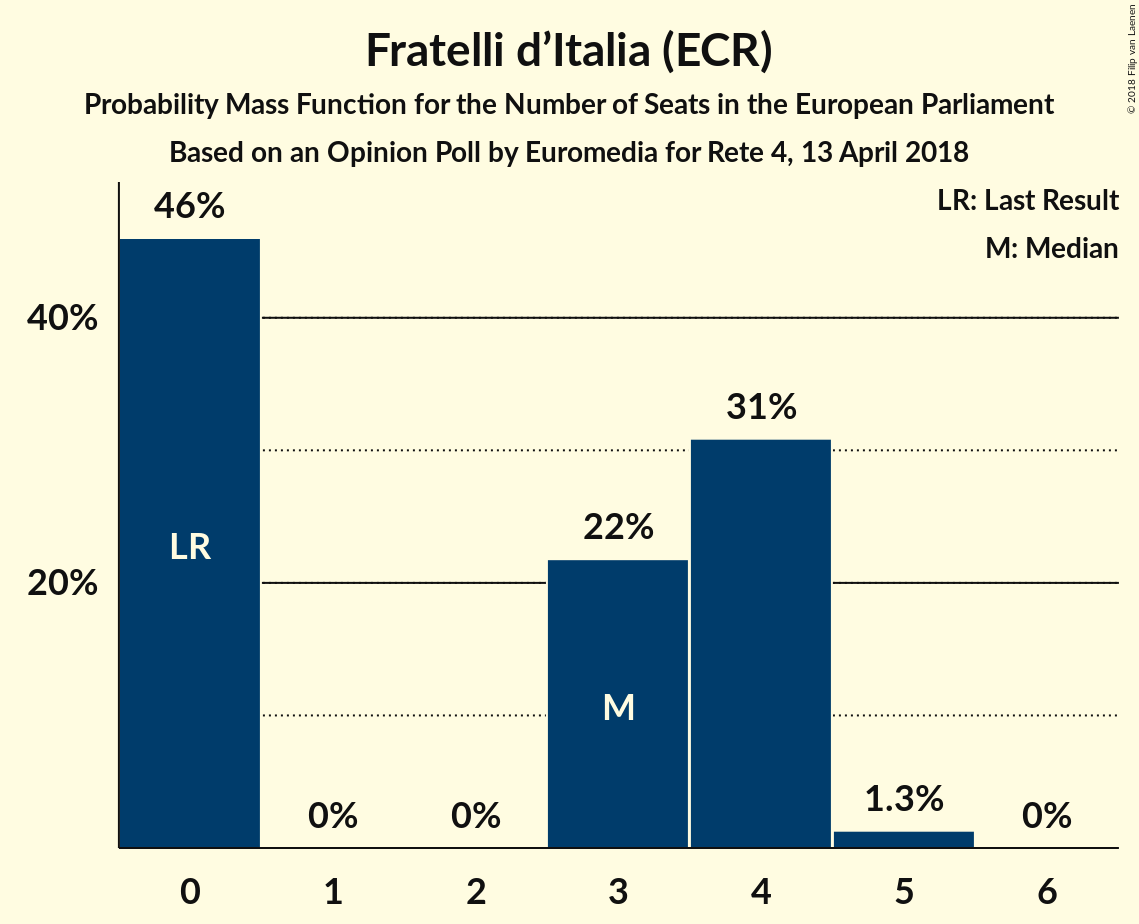 Fratelli d’Italia (ECR)
Probability Mass Function for the Number of Seats in the European Parliament
Based on an Opinion Poll by Euromedia for Rete 4, 13 April 2018
© 2018 Filip van Laenen
LR: Last Result
M: Median
46%
40%
31%
22%
LR
20%
M
1.3%
0%
0%
0%
0
1
2
3
4
5
6